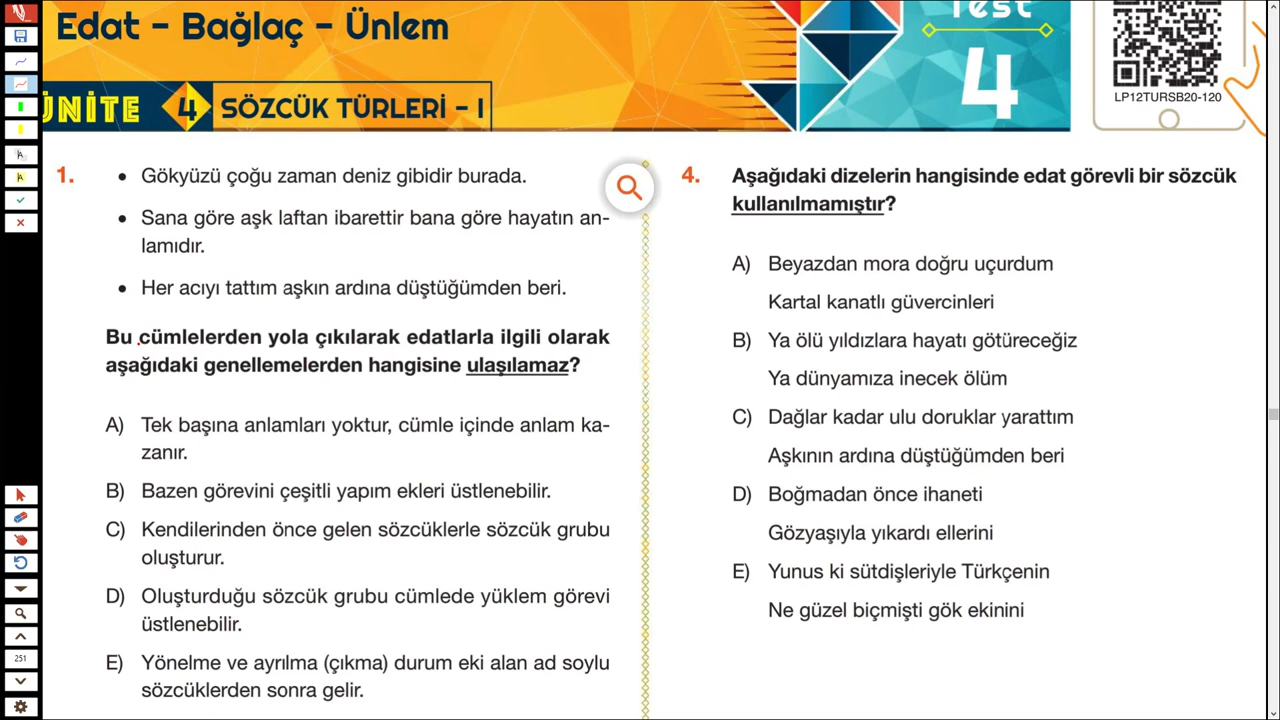 Edat – Bağlaç – Ünlem
Test
4
LP12TURSB20-120
ÜNİTE 4 SÖZCÜK TÜRLERİ – I
1. • Gökyüzü çoğu zaman deniz gibidir burada.
• Sana göre aşk laftan ibarettir bana göre hayatın an-
lamıdır.
• Her acıyı tattım aşkın ardına düştüğümden beri.
Bu cümlelerden yola çıkılarak edatlarla ilgili olarak
aşağıdaki genellemelerden hangisine ulaşılamaz?
A) Tek başına anlamları yoktur, cümle içinde anlam ka-
zanır.
B) Bazen görevini çeşitli yapım ekleri üstlenebilir.
C) Kendilerinden önce gelen sözcüklerle sözcük grubu
oluşturur.
D) Oluşturduğu sözcük grubu cümlede yüklem görevi
üstlenebilir.
E) Yönelme ve ayrılma (çıkma) durum eki alan ad soylu
sözcüklerden sonra gelir.
4. Aşağıdaki dizelerin hangisinde edat görevli bir sözcük
kullanılmamıştır?
A) Beyazdan mora doğru uçurdum
Kartal kanatlı güvercinleri
B) Ya ölü yıldızlara hayatı götüreceğiz
Ya dünyamıza inecek ölüm
C) Dağlar kadar ulu doruklar yarattım
Aşkının ardına düştüğümden beri
D) Boğmadan önce ihaneti
Gözyaşıyla yıkardı ellerini
E) Yunus ki sütdişleriyle Türkçenin
Ne güzel biçmişti gök ekinini
A
A
251